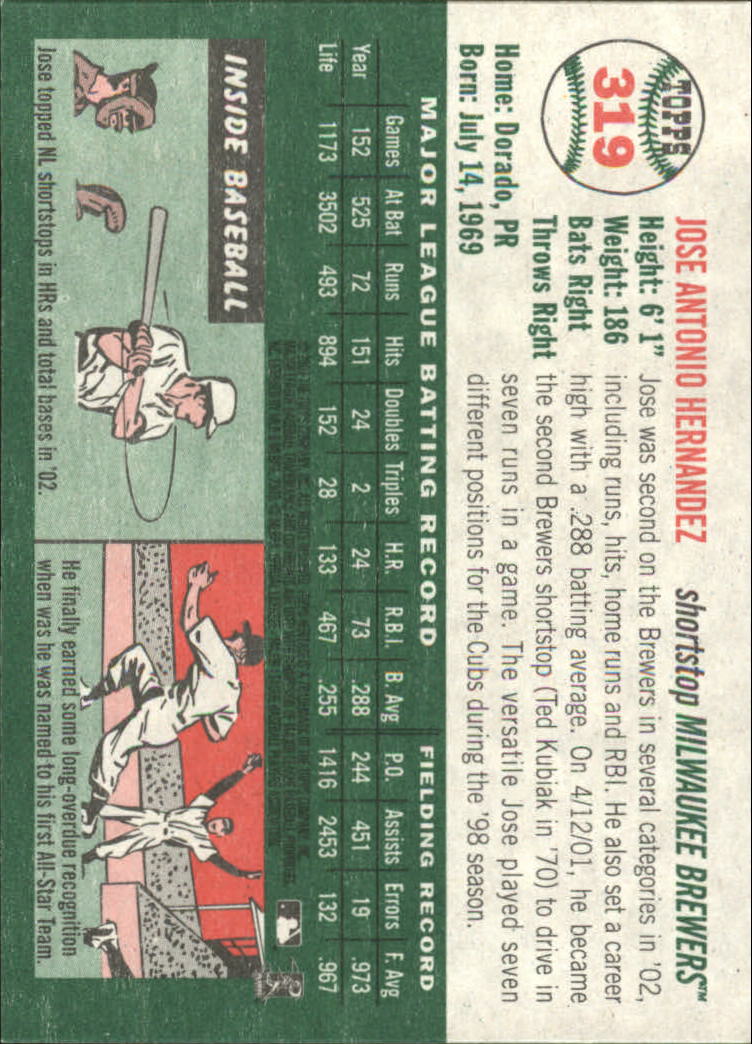 TOPPS
319
JOSE ANTONIO HERNANDEZ shortstop MILWAUKEE BREWERS™
Height: 6' 1"
Weight: 186
Bats Right
Throws Right
Home: Dorado, PR
Born: July 14, 1969
Jose was second on the Brewers in several categories in '02,
including runs, hits, home runs and RBI. He also set a career
high with a .288 batting average. On 4/12/01, he became
the second Brewers shortstop (Ted Kubiak in '70) to drive in
seven runs in a game. The versatile Jose played seven
different positions for the Cubs during the '98 season.
MAJOR LEAGUE BATTING RECORD FIELDING RECORD
Year Games At Bat Runs Hits Doubles Triples H.R. R.B.I. B. Avg P.O. Assists Errors F. Avg
152 525 72 151 24 2 24 73 .288 244 451 19 .973
Life 1173 3502 493 894 152 28 133 467 .255 1416 2453 132 .967
INSIDE BASEBALL
Jose topped NL shortstops in HRs and total bases in '02.
He finally earned some long-overdue recognition
when was he was named to his first All-Star Team.